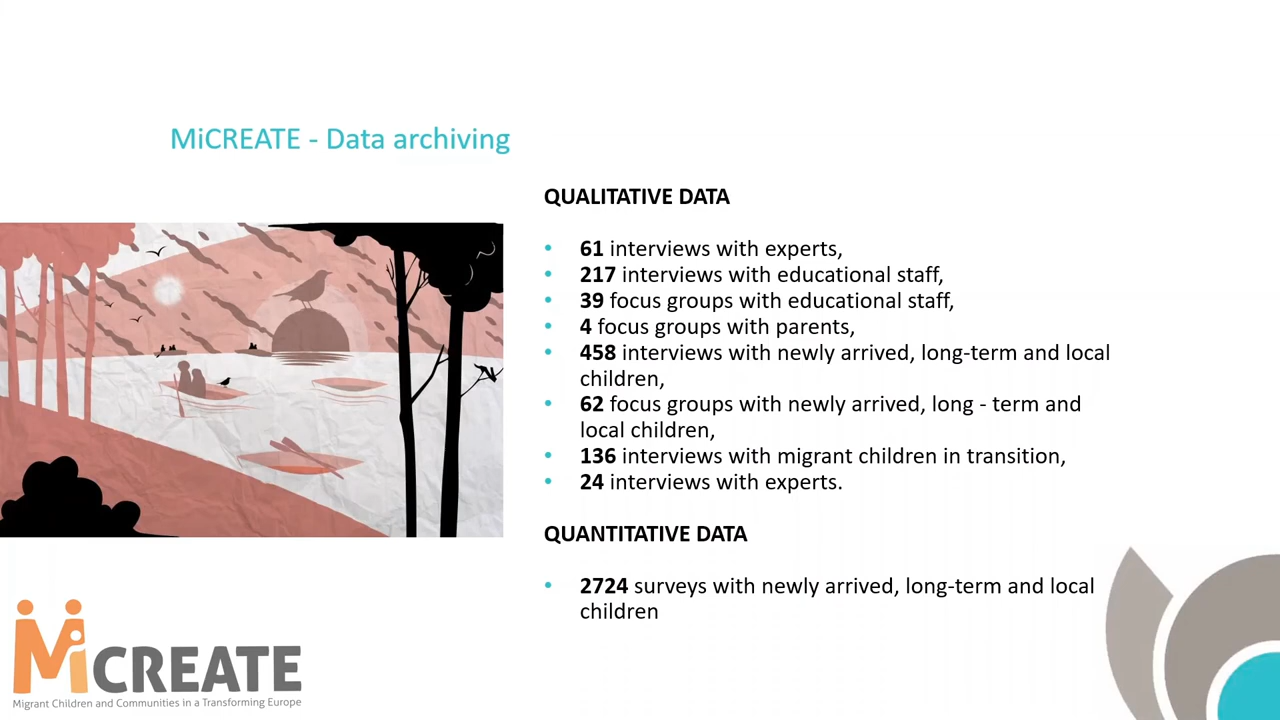 MiCREATE - Data archiving
QUALITATIVE DATA
• 61 interviews with experts,
• 217 interviews with educational staff,
• 39 focus groups with educational staff,
• 4 focus groups with parents,
• 458 interviews with newly arrived, long-term and local
children,
• 62 focus groups with newly arrived, long - term and
local children,
• 136 interviews with migrant children in transition,
• 24 interviews with experts.
QUANTITATIVE DATA
• 2724 surveys with newly arrived, long-term and local
children
MiCREATE
Migrant Children and Communities in a Transforming Europe